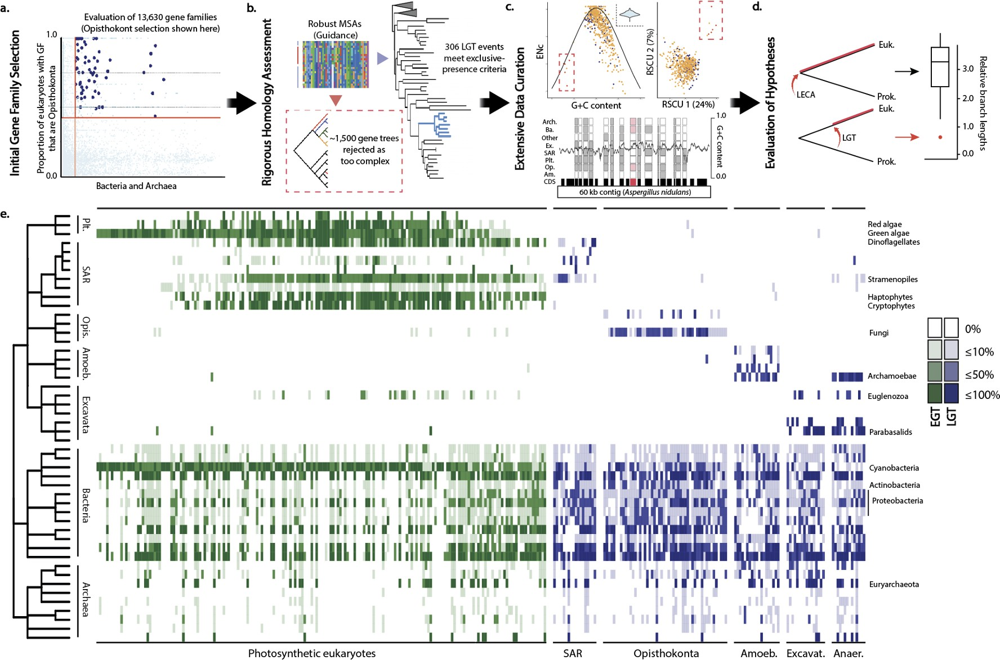 a.
Initial Gene Family Selection
Evaluation of 13,630 gene families
(Opisthokont selection shown here)
Proportion of eukaryotes with GF
that are Opisthokonta
1.0
0.0
Bacteria and Archaea
b.
Rigorous Homology Assessment
Robust MSAs
(Guidance)
306 LGT events
meet exclusive-
presence criteria
~1,500 gene trees
rejected as
too complex
c.
Extensive Data Curation
ENc
G+C content
RSCU 2 (7%)
RSCU 1 (24%)
Arch.
Ba.
Other
Ex.
SAR
Plt.
Op.
Am.
CDS
1.0
G+C content
0.0
60 kb contig (Aspergillus nidulans)
d.
Evaluation of Hypotheses
Euk.
LECA
Prok.
Euk.
LGT
Prok.
3.0
2.0
1.0
0.0
Relative branch lengths
e.
Plt.
SAR
Opis.
Amoeb.
Excavata
Bacteria
Archaea
Red algae
Green algae
Dinoflagellates
Stramenopiles
Haptophytes
Cryptophytes
Fungi
Archamoebae
Euglenozoa
Parabasalids
Cyanobacteria
Actinobacteria
Proteobacteria
Euryarchaeota
0%
≤10%
≤50%
≤100%
EGT
LGT
Photosynthetic eukaryotes
SAR
Opisthokonta
Amoeb.
Excavat.
Anaer.